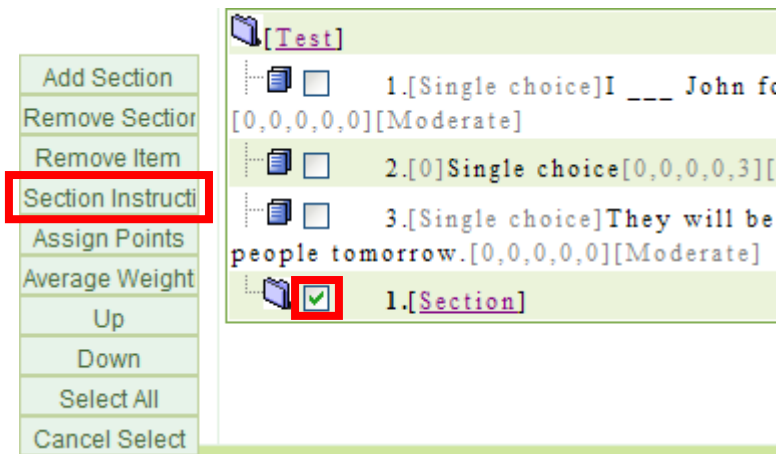 Add Section
Remove Section
Remove Item
Section Instructi
Assign Points
Average Weight
Up
Down
Select All
Cancel Select
[Test]
1.[Single choice]I ___ John fo
[0,0,0,0,0][Moderate]
2.[0]Single choice[0,0,0,0,3][
3.[Single choice]They will be
people tomorrow.[0,0,0,0,0][Moderate]
1.[Section]